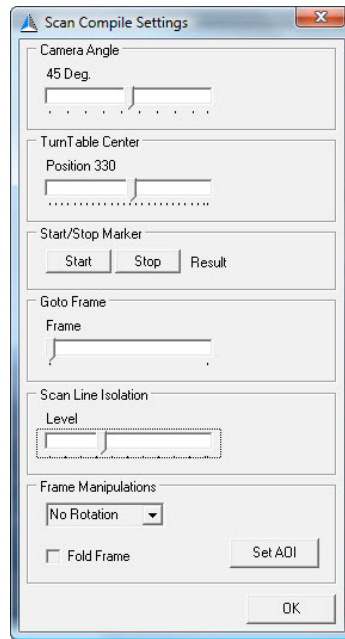 Scan Compile Settings
Camera Angle
45 Deg.
TurnTable Center
Position 330
Start/Stop Marker
Start Stop Result
Goto Frame
Frame
Scan Line Isolation
Level
Frame Manipulations
No Rotation
Fold Frame Set AOI
OK